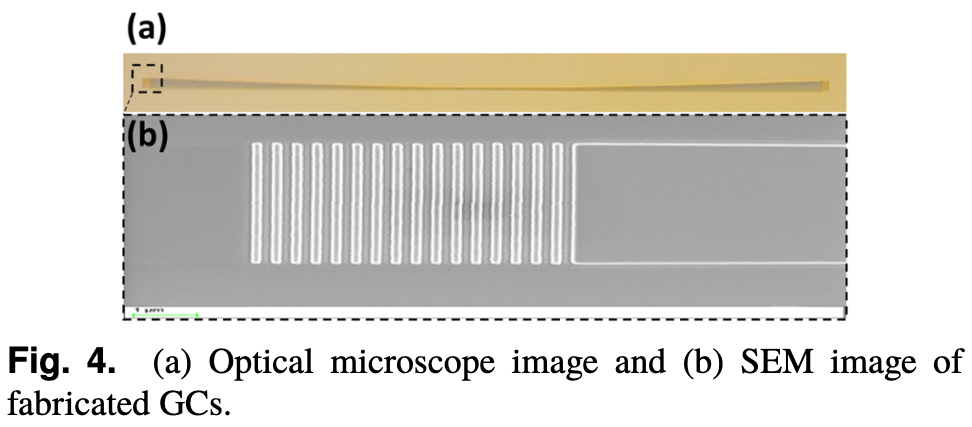 (a)
(b)
1 μm
Fig. 4. (a) Optical microscope image and (b) SEM image of
fabricated GCs.